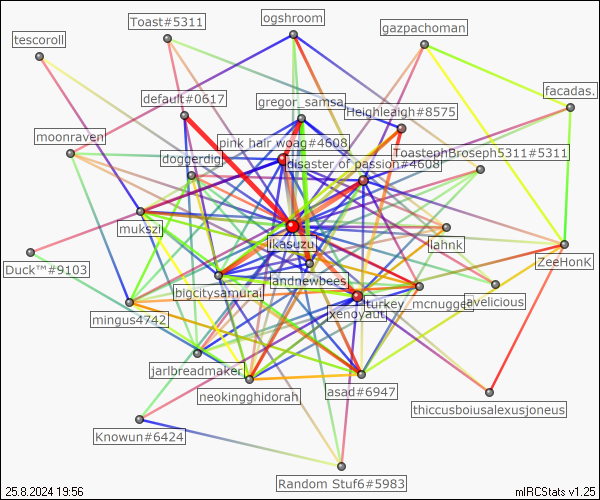 ogshroom
Toast#5311
gazpachoman
tescoroll
facadas.
default#0617
gregor_samsa
Heighleaigh#8575
moonraven
pink hair woag#4608
ToastephBroseph5311#5311
doggerdigi
disaster of passion#4608
mukszi
ikasuzu
lahnk
ZeeHonK
Duck™#9103
landnewbees
bigcitysamurai
turkey_mcnugget
avelicious
mingus4742
xenoyaut
jarlbreadmaker
neokingghidorah
asad#6947
thiccusboiusalexusjoneus
Knowun#6424
Random Stuf6#5983
25.8.2024 19:56
mIRCStats v1.25